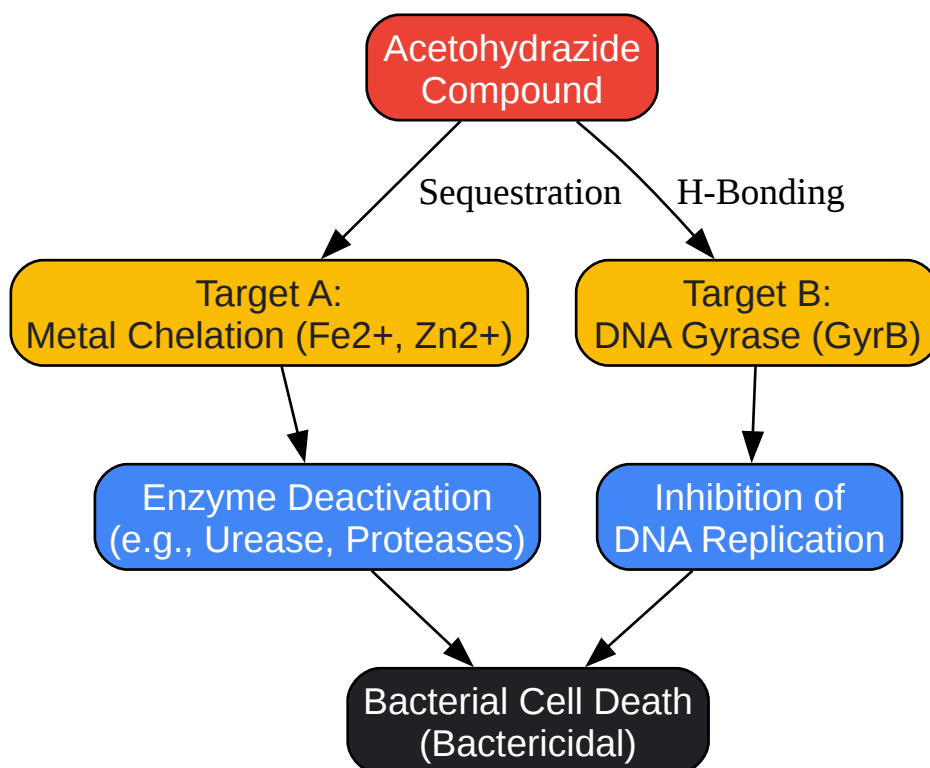 Acetohydrazide
Compound
Sequestration
H-Bonding
Target A:
Metal Chelation (Fe2+, Zn2+)
Target B:
DNA Gyrase (GyrB)
Enzyme Deactivation
(e.g., Urease, Proteases)
Inhibition of
DNA Replication
Bacterial Cell Death
(Bactericidal)